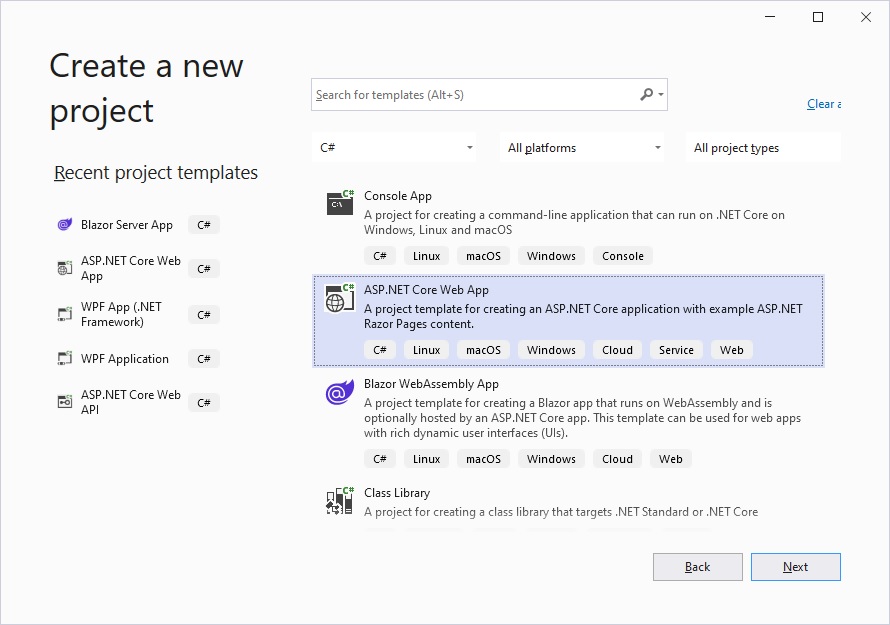 Create a new
project
Search for templates (Alt+S)
Clear a
C#
All platforms
All project types
Recent project templates
Blazor Server App
C#
ASP.NET Core Web
App
C#
WPF App (.NET
Framework)
C#
WPF Application
C#
ASP.NET Core Web
API
C#
C#
C:\
Console App
A project for creating a command-line application that can run on .NET Core on
Windows, Linux and macOS
C# Linux macOS Windows Console
C#
ASP.NET Core Web App
A project template for creating an ASP.NET Core application with example ASP.NET
Razor Pages content.
C# Linux macOS Windows Cloud Service Web
Blazor WebAssembly App
A project template for creating a Blazor app that runs on WebAssembly and is
optionally hosted by an ASP.NET Core app. This template can be used for web apps
with rich dynamic user interfaces (UIs).
C# Linux macOS Windows Cloud Web
C#
Class Library
A project for creating a class library that targets .NET Standard or .NET Core
Back
Next